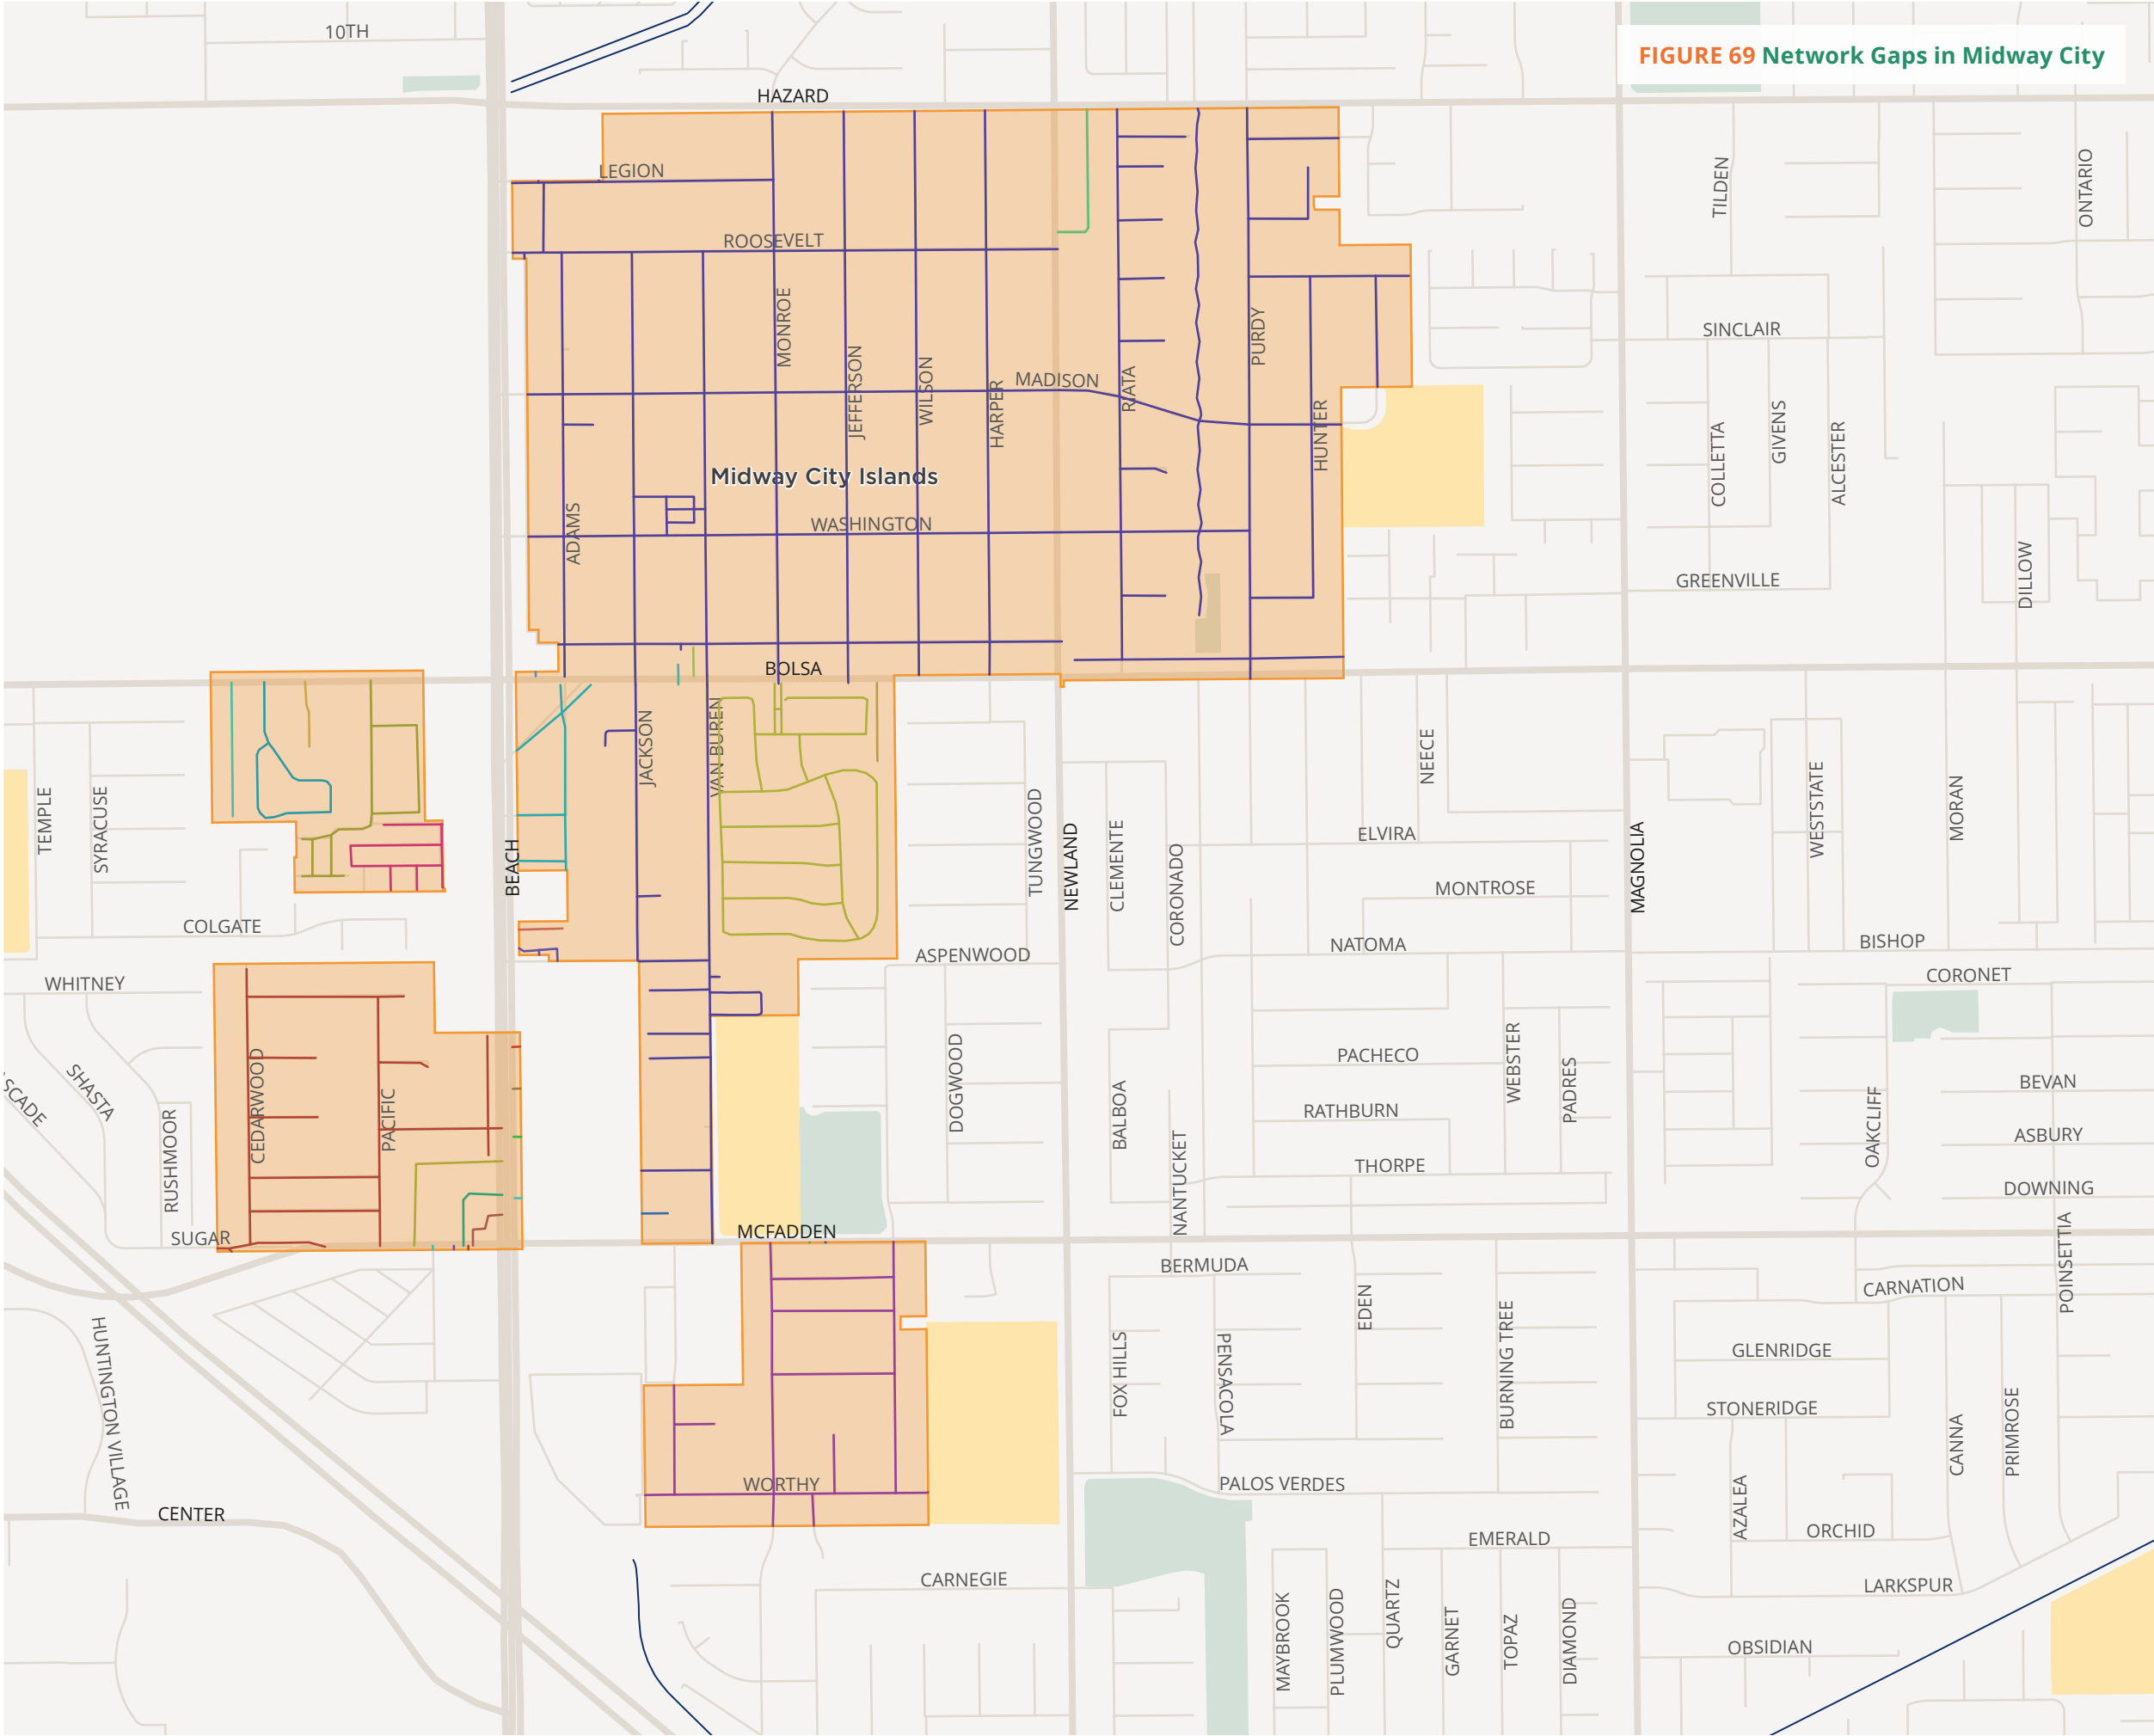 10TH
FIGURE 69 Network Gaps in Midway City
HAZARD
LEGION
TILDEN
ONTARIO
ROOSEVELT
MONROE
PURDY
SINCLAIR
JEFFERSON
WILSON
HARPER
MADISON
RIATA
HUNTER
COLLETTA
GIVENS
ALCESTER
Midway City Islands
ADAMS
WASHINGTON
GREENVILLE
DILLOW
BOLSA
JACKSON
VAN BUREN
NEECE
TEMPLE
SYRACUSE
BEACH
TUNGWOOD
NEWLAND
CLEMENTE
CORONADO
ELVIRA
MAGNOLIA
WESTSTATE
MORAN
MONTROSE
COLGATE
ASPENWOOD
NATOMA
BISHOP
WHITNEY
CORONET
SCADE
SHASTA
RUSHMOOR
CEDARWOOD
PACIFIC
DOGWOOD
BALBOA
NANTUCKET
PACHECO
WEBSTER
PADRES
RATHBURN
OAKCLIFF
BEVAN
ASBURY
THORPE
DOWNING
SUGAR
MCFADDEN
POINSETTIA
BERMUDA
EDEN
CARNATION
HUNTINGTON VILLAGE
FOX HILLS
PENSACOLA
BURNING TREE
GLENRIDGE
STONERIDGE
CANNA
PRIMROSE
WORTHY
PALOS VERDES
AZALEA
CENTER
EMERALD
ORCHID
CARNEGIE
LARKSPUR
MAYBROOK
PLUMWOOD
QUARTZ
GARNET
TOPAZ
DIAMOND
OBSIDIAN